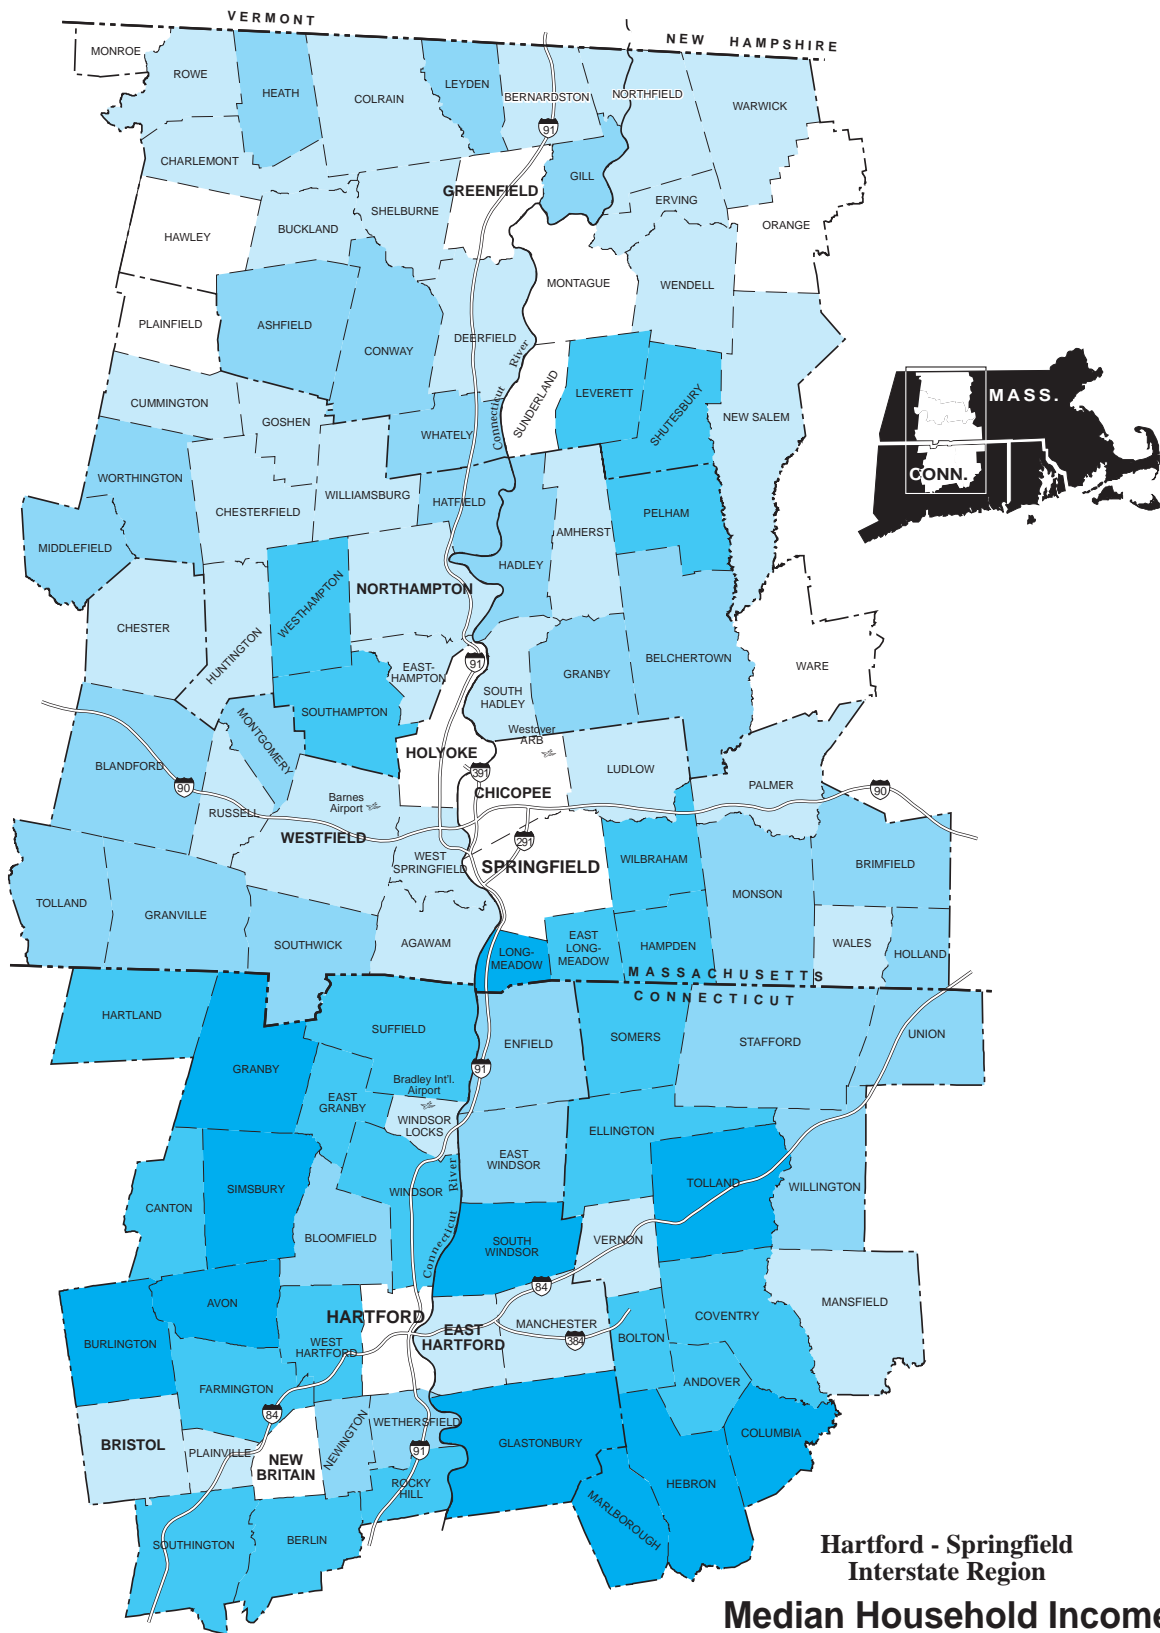 VERMONT
NEW HAMPSHIRE
MONROE
ROWE
HEATH
COLRAIN
LEYDEN
BERNARDSTON
NORTHFIELD
WARWICK
91
CHARLEMONT
GREENFIELD
GILL
ERVING
SHELBURNE
BUCKLAND
HAWLEY
ORANGE
MONTAGUE
WENDELL
PLAINFIELD
ASHFIELD
CONWAY
DEERFIELD
Connecticut River
SUNDERLAND
LEVERETT
SHUTESBURY
NEW SALEM
MASS.
CONN.
CUMMINGTON
GOSHEN
WHATELY
WORTHINGTON
CHESTERFIELD
WILLIAMSBURG
HATFIELD
PELHAM
AMHERST
MIDDLEFIELD
HADLEY
NORTHAMPTON
WESTHAMPTON
CHESTER
HUNTINGTON
91
EAST-
HAMPTON
SOUTH
HADLEY
GRANBY
BELCHERTOWN
WARE
SOUTHAMPTON
MONTGOMERY
Westover
ARB
HOLYOKE
BLANDFORD
391
LUDLOW
PALMER
90
90
CHICOPEE
Barnes
Airport
RUSSELL
WESTFIELD
291
WEST
SPRINGFIELD
SPRINGFIELD
WILBRAHAM
BRIMFIELD
MONSON
TOLLAND
GRANVILLE
SOUTHWICK
AGAWAM
LONG-
MEADOW
EAST
LONG-
MEADOW
HAMPDEN
WALES
HOLLAND
MASSACHUSETTS
CONNECTICUT
HARTLAND
SUFFIELD
ENFIELD
SOMERS
STAFFORD
UNION
GRANBY
91
Bradley Int'l.
Airport
EAST
GRANBY
WINDSOR
LOCKS
ELLINGTON
EAST
WINDSOR
TOLLAND
WILLINGTON
SIMSBURY
WINDSOR
Connecticut River
CANTON
BLOOMFIELD
SOUTH
WINDSOR
VERNON
84
AVON
MANSFIELD
HARTFORD
COVENTRY
MANCHESTER
EAST
HARTFORD
384
BOLTON
BURLINGTON
WEST
HARTFORD
ANDOVER
FARMINGTON
84
WETHERSFIELD
NEWINGTON
COLUMBIA
BRISTOL
PLAINVILLE
91
GLASTONBURY
NEW
BRITAIN
HEBRON
ROCKY
HILL
MARLBOROUGH
SOUTHINGTON
BERLIN
Hartford - Springfield
Interstate Region
Median Household Income